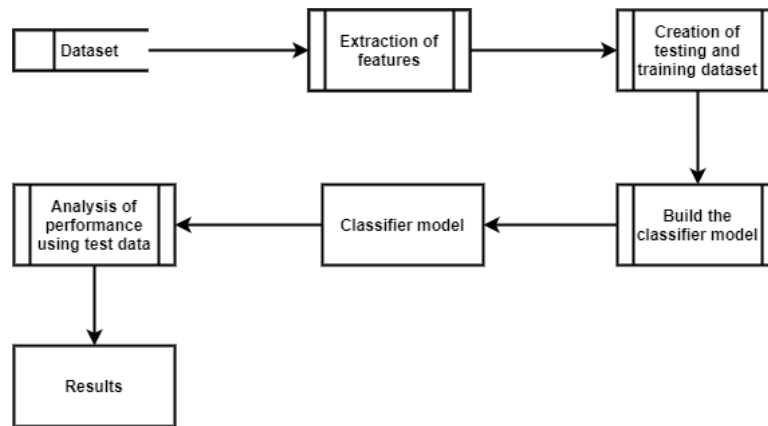 Dataset
Extraction of
features
Creation of
testing and
training dataset
Analysis of
performance
using test data
Classifier model
Build the
classifier model
Results